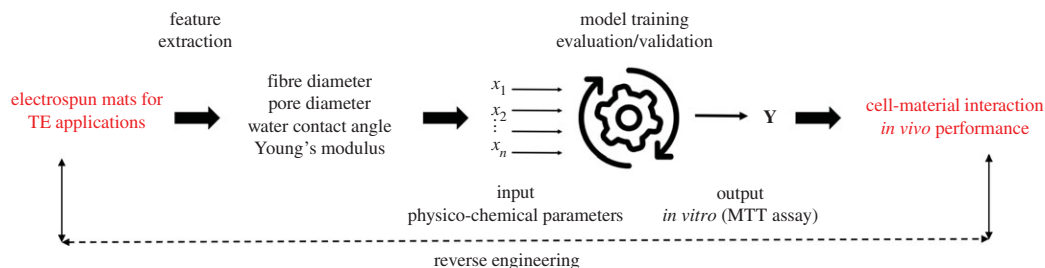 feature
extraction
model training
evaluation/validation
electrospun mats for
TE applications
fibre diameter
pore diameter
water contact angle
Young's modulus
x1
x2
⋮
xn
Y
cell-material interaction
in vivo performance
input
physico-chemical parameters
output
in vitro (MTT assay)
reverse engineering